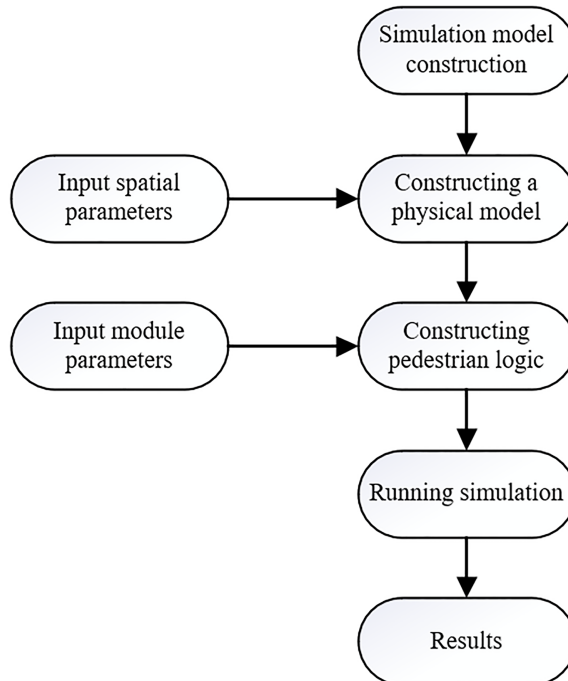 Simulation model
construction
Input spatial
parameters
Constructing a
physical model
Input module
parameters
Constructing
pedestrian logic
Running simulation
Results